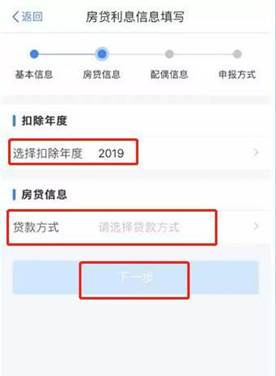 返回 房贷利息信息填写
基本信息 房贷信息 配偶信息 申报方式
扣除年度
选择扣除年度 2019
房贷信息
贷款方式 请选择贷款方式
下一步